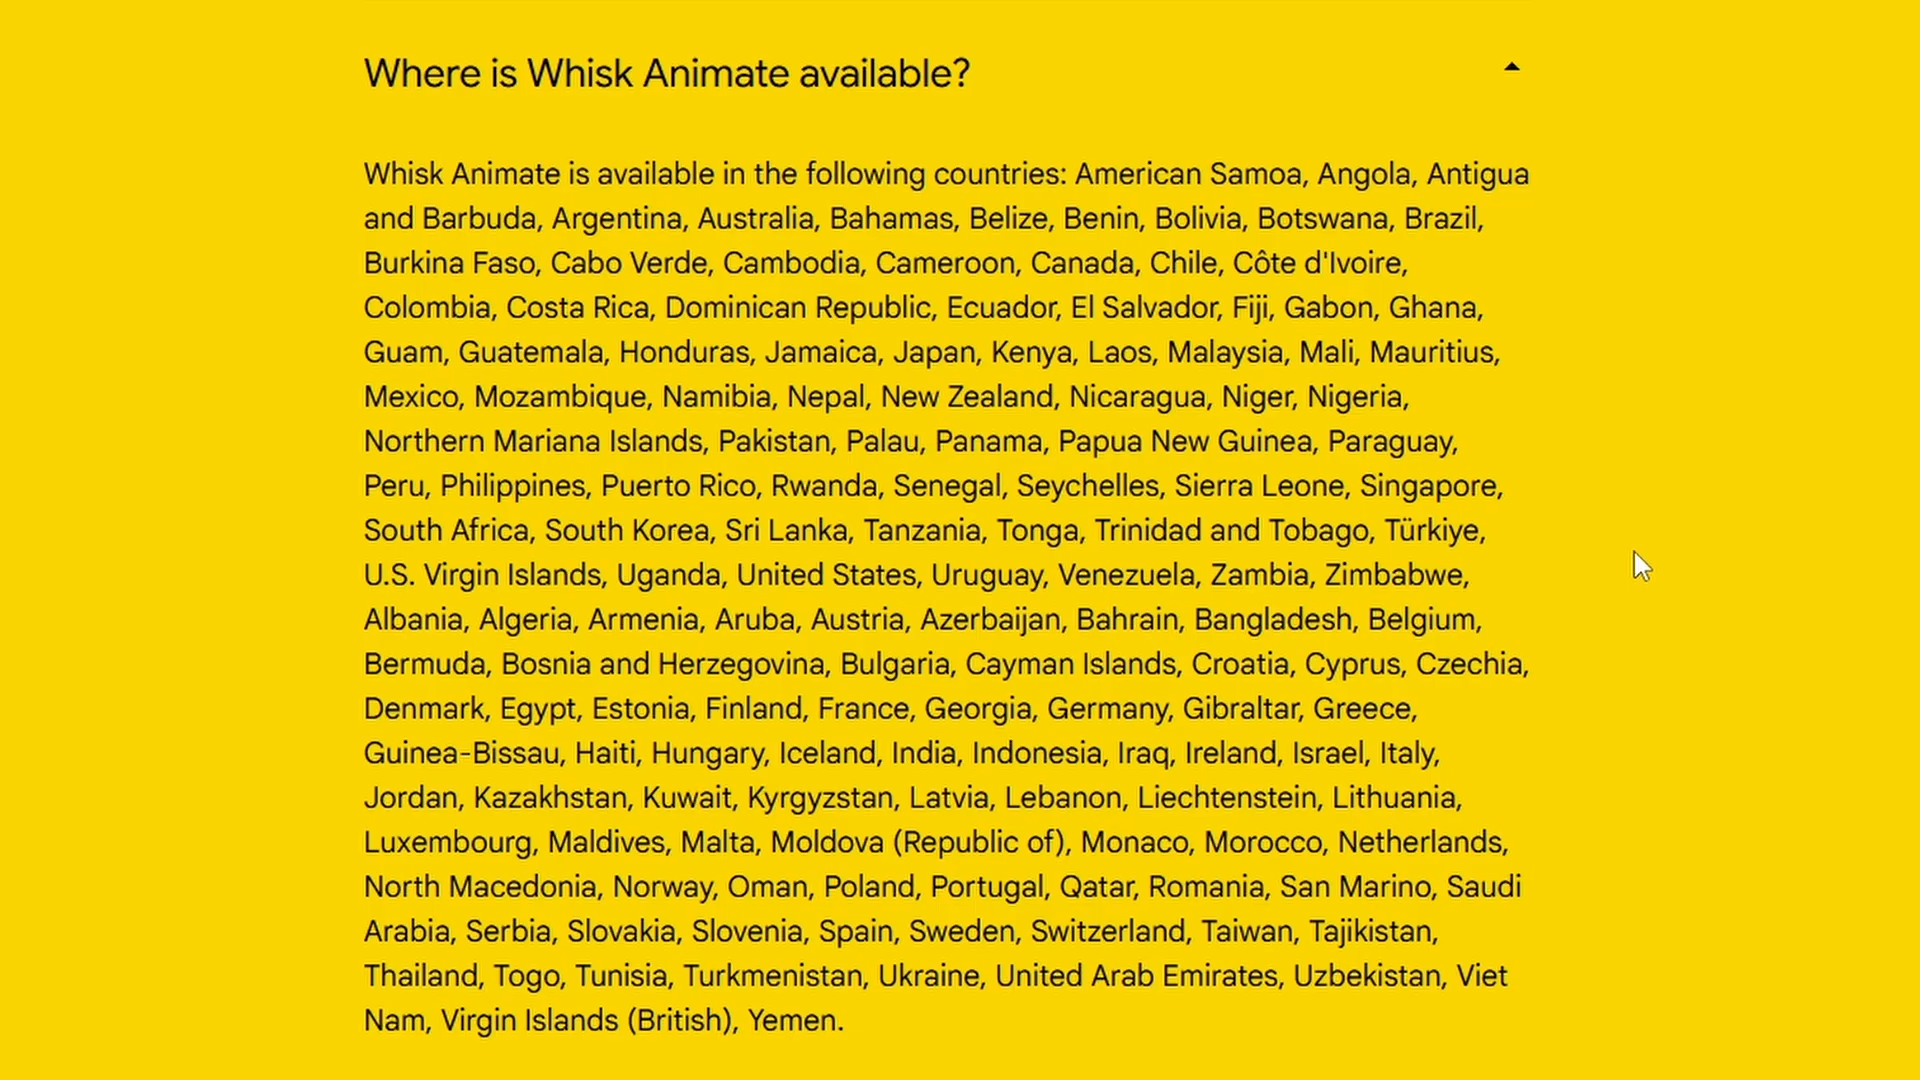 Where is Whisk Animate available?
Whisk Animate is available in the following countries: American Samoa, Angola, Antigua
and Barbuda, Argentina, Australia, Bahamas, Belize, Benin, Bolivia, Botswana, Brazil,
Burkina Faso, Cabo Verde, Cambodia, Cameroon, Canada, Chile, Côte d'Ivoire,
Colombia, Costa Rica, Dominican Republic, Ecuador, El Salvador, Fiji, Gabon, Ghana,
Guam, Guatemala, Honduras, Jamaica, Japan, Kenya, Laos, Malaysia, Mali, Mauritius,
Mexico, Mozambique, Namibia, Nepal, New Zealand, Nicaragua, Niger, Nigeria,
Northern Mariana Islands, Pakistan, Palau, Panama, Papua New Guinea, Paraguay,
Peru, Philippines, Puerto Rico, Rwanda, Senegal, Seychelles, Sierra Leone, Singapore,
South Africa, South Korea, Sri Lanka, Tanzania, Tonga, Trinidad and Tobago, Türkiye,
U.S. Virgin Islands, Uganda, United States, Uruguay, Venezuela, Zambia, Zimbabwe,
Albania, Algeria, Armenia, Aruba, Austria, Azerbaijan, Bahrain, Bangladesh, Belgium,
Bermuda, Bosnia and Herzegovina, Bulgaria, Cayman Islands, Croatia, Cyprus, Czechia,
Denmark, Egypt, Estonia, Finland, France, Georgia, Germany, Gibraltar, Greece,
Guinea-Bissau, Haiti, Hungary, Iceland, India, Indonesia, Iraq, Ireland, Israel, Italy,
Jordan, Kazakhstan, Kuwait, Kyrgyzstan, Latvia, Lebanon, Liechtenstein, Lithuania,
Luxembourg, Maldives, Malta, Moldova (Republic of), Monaco, Morocco, Netherlands,
North Macedonia, Norway, Oman, Poland, Portugal, Qatar, Romania, San Marino, Saudi
Arabia, Serbia, Slovakia, Slovenia, Spain, Sweden, Switzerland, Taiwan, Tajikistan,
Thailand, Togo, Tunisia, Turkmenistan, Ukraine, United Arab Emirates, Uzbekistan, Viet
Nam, Virgin Islands (British), Yemen.